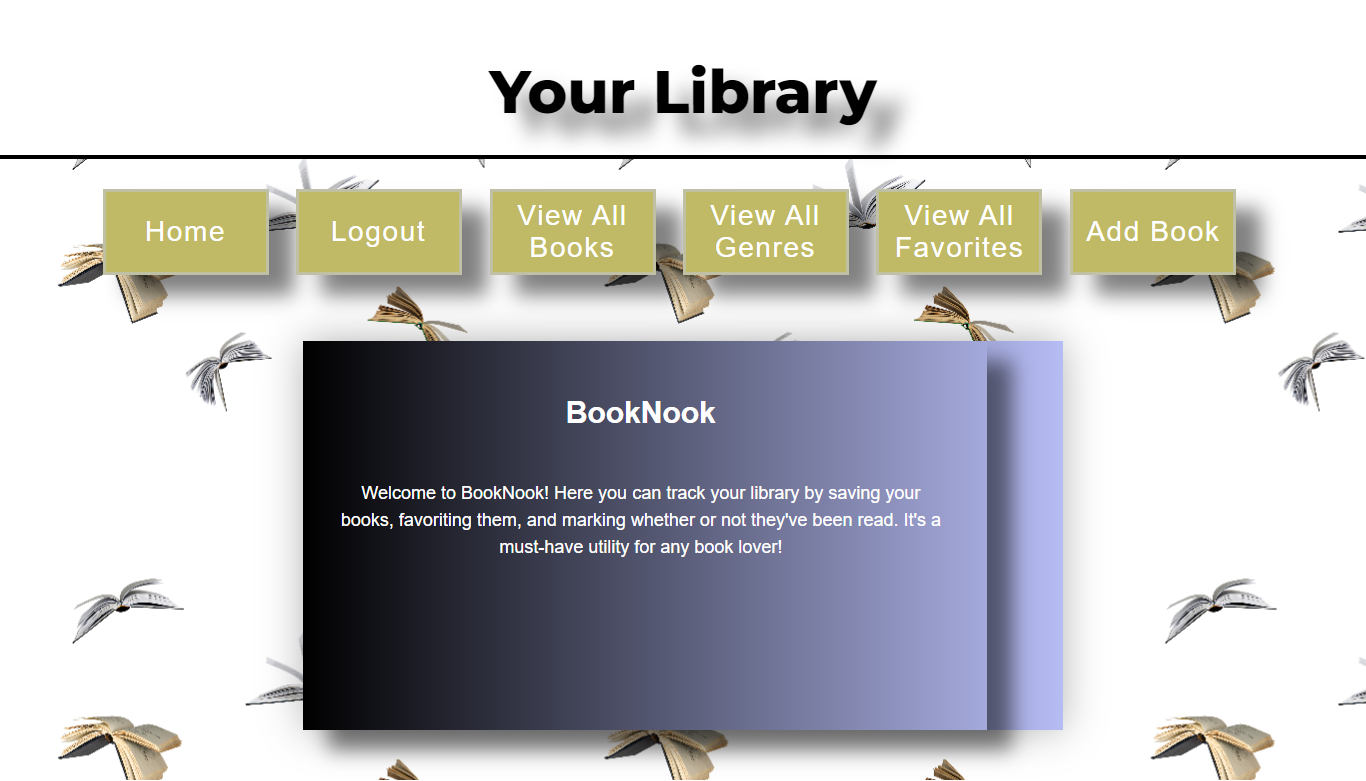 Your Library
Home
Logout
View All
Books
View All
Genres
View All
Favorites
Add Book
BookNook
Welcome to BookNook! Here you can track your library by saving your
books, favoriting them, and marking whether or not they've been read. It's a
must-have utility for any book lover!